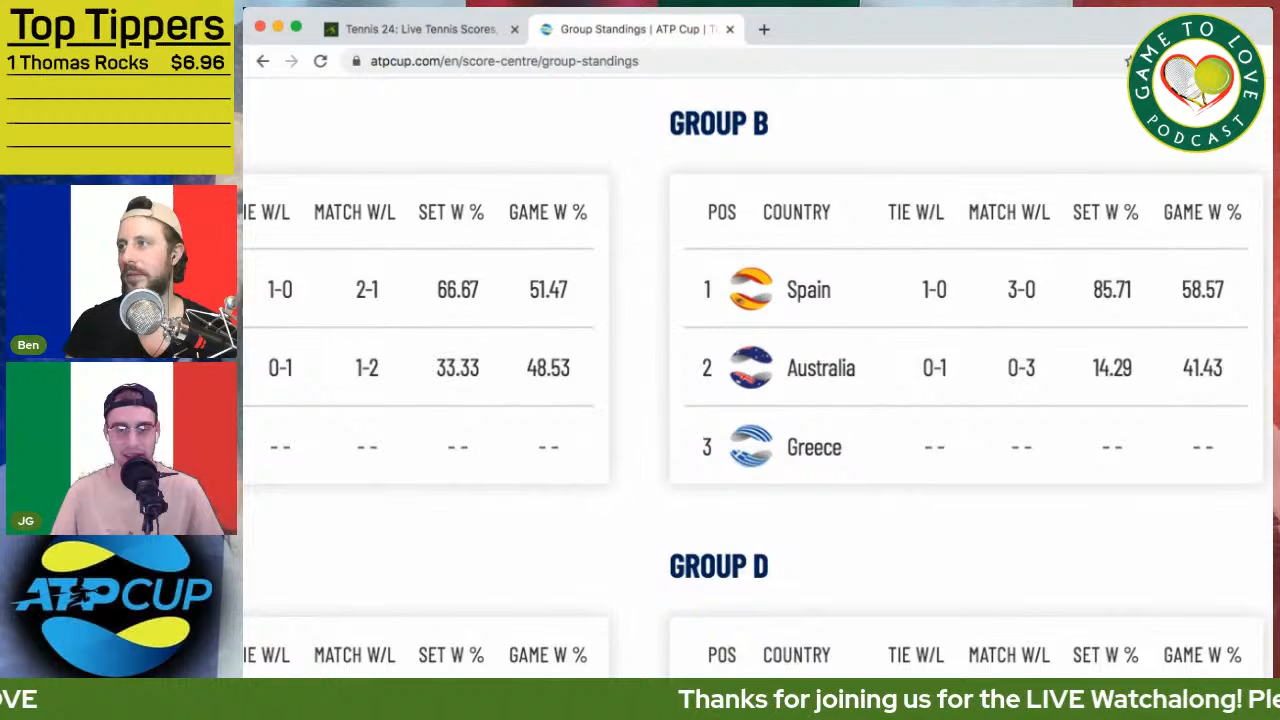 Top Tippers
1 Thomas Rocks $6.96
Tennis 24: Live Tennis Scores,
Group Standings | ATP Cup | T
atpcup.com/en/score-centre/group-standings
GAME TO LOVE
PODCAST
GROUP B
IE W/L MATCH W/L SET W % GAME W %
1-0 2-1 66.67 51.47
0-1 1-2 33.33 48.53
-- -- -- --
POS COUNTRY TIE W/L MATCH W/L SET W % GAME W %
1 Spain 1-0 3-0 85.71 58.57
2 Australia 0-1 0-3 14.29 41.43
3 Greece -- -- -- --
Ben
JG
ATP CUP
GROUP D
IE W/L MATCH W/L SET W % GAME W %
POS COUNTRY TIE W/L MATCH W/L SET W % GAME W %
OVE Thanks for joining us for the LIVE Watchalong! Ple